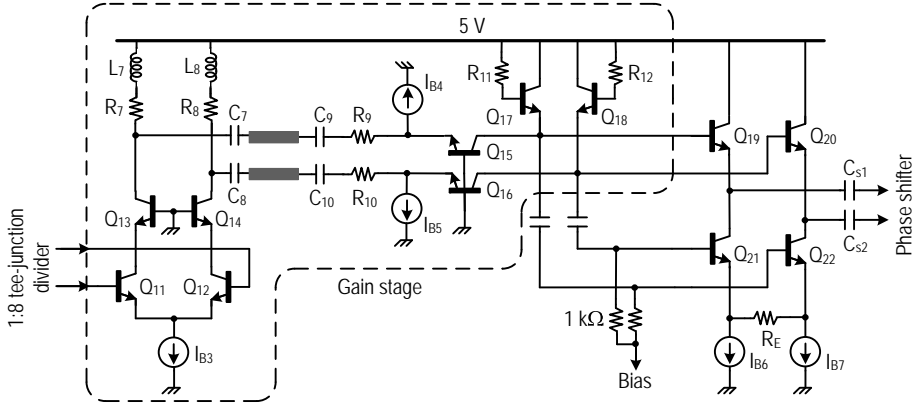 5 V
L7
L8
R7
R8
C7
C9
R9
IB4
R11
R12
Q17
Q18
Q15
Q16
Q19
Q20
C8
C10
R10
IB5
Q13
Q14
Cs1
Cs2
Phase shifter
1:8 tee-junction
divider
Q11
Q12
Gain stage
Q21
Q22
1 kΩ
RE
IB3
Bias
IB6
IB7